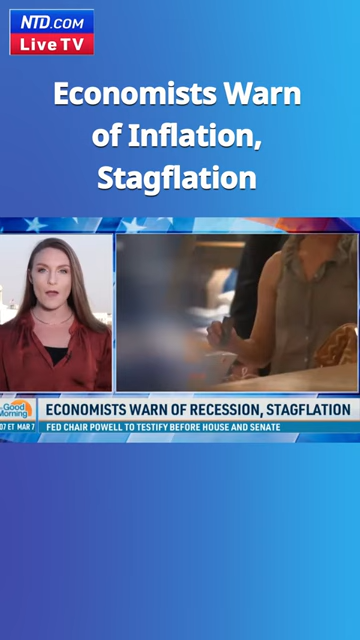 NTD.COM
Live TV
Economists Warn
of Inflation,
Stagflation
Good
Morning
ECONOMISTS WARN OF RECESSION, STAGFLATION
07 ET MAR 7
FED CHAIR POWELL TO TESTIFY BEFORE HOUSE AND SENATE